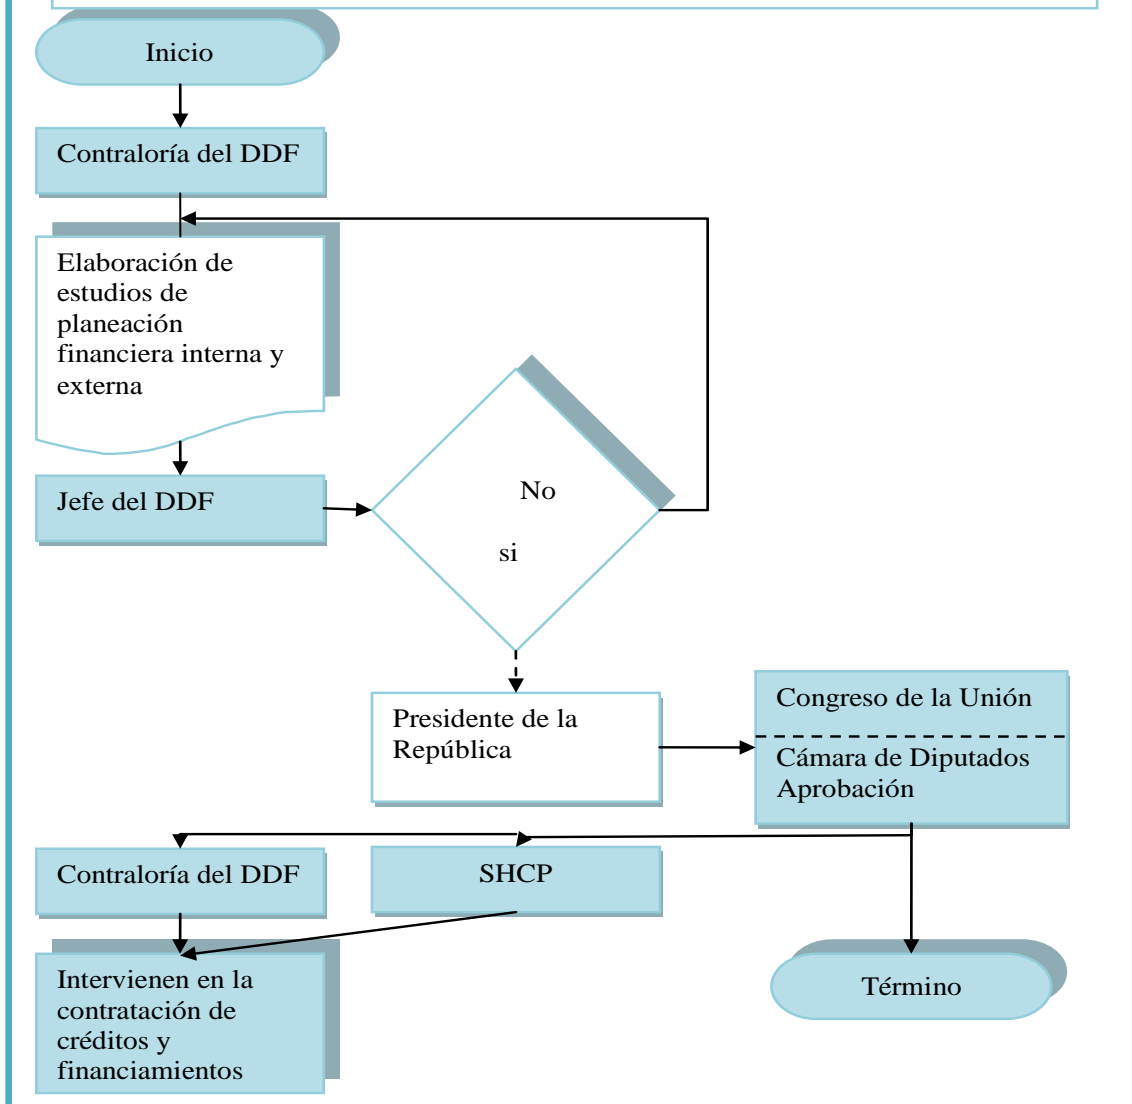 Inicio
Contraloría del DDF
Elaboración de
estudios de
planeación
financiera interna y
externa
Jefe del DDF
No
si
Presidente de la
República
Congreso de la Unión
Cámara de Diputados
Aprobación
Contraloría del DDF
SHCP
Intervienen en la
contratación de
créditos y
financiamientos
Término